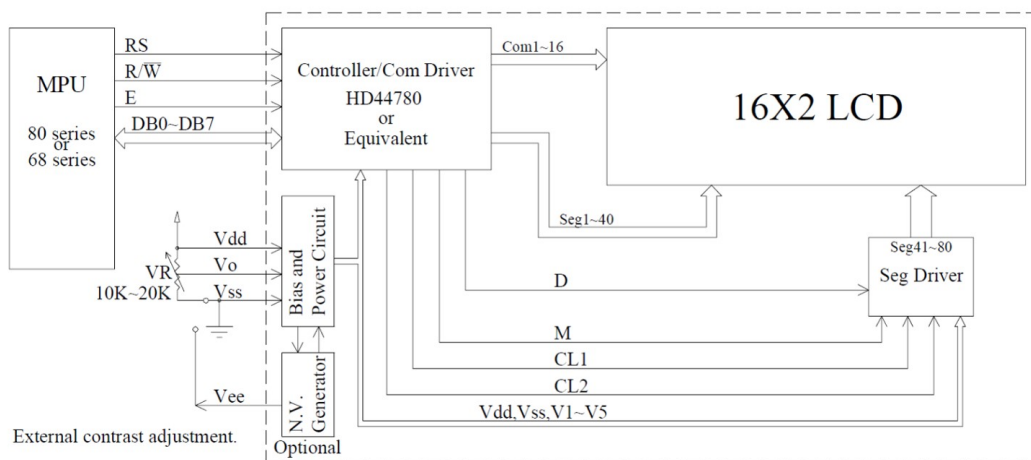 MPU
80 series
or
68 series
RS
R/W̅
E
DB0~DB7
Controller/Com Driver
HD44780
or
Equivalent
Com1~16
16X2 LCD
Seg1~40
Seg41~80
Seg Driver
Vdd
Vo
Vss
VR
10K~20K
Bias and
Power Circuit
D
M
CL1
CL2
Vdd,Vss,V1~V5
Vee
N.V.
Generator
Optional
External contrast adjustment.